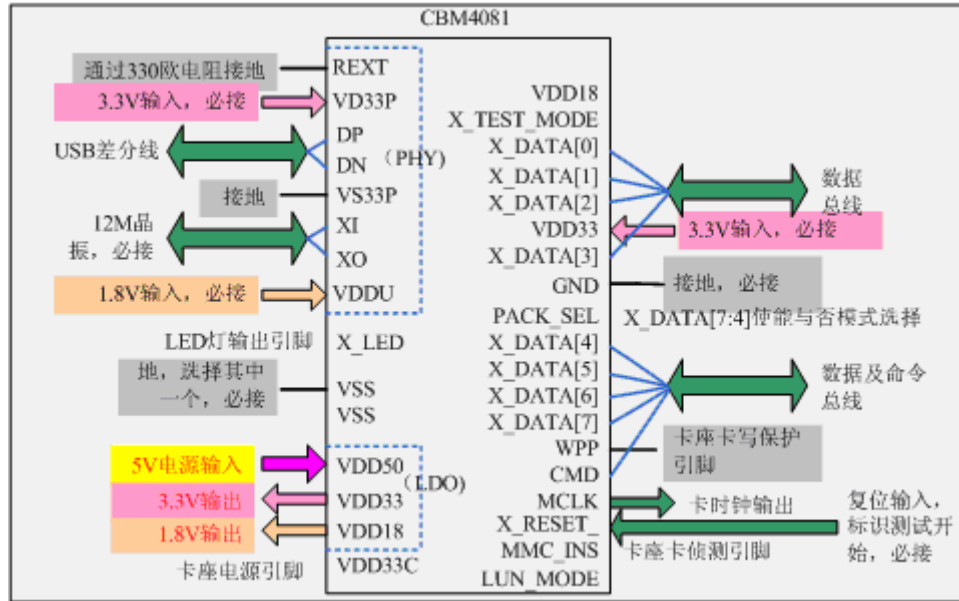 CBM4081
通过330欧电阻接地
REXT
3.3V输入，必接
VD33P
USB差分线
DP
DN
（PHY）
接地
VS33P
12M晶
振，必接
XI
XO
1.8V输入，必接
VDDU
LED灯输出引脚
X_LED
地，选择其中
一个，必接
VSS
VSS
5V电源输入
VDD50
（LDO）
3.3V输出
VDD33
1.8V输出
VDD18
卡座电源引脚
VDD33C
VDD18
X_TEST_MODE
X_DATA[0]
X_DATA[1]
X_DATA[2]
数据
总线
VDD33
3.3V输入，必接
X_DATA[3]
GND
接地，必接
PACK_SEL
X_DATA[7:4]使能与否模式选择
X_DATA[4]
X_DATA[5]
X_DATA[6]
X_DATA[7]
数据及命令
总线
WPP
卡座卡写保护
引脚
CMD
MCLK
卡时钟输出
X_RESET_
复位输入，
标识测试开
始，必接
MMC_INS
卡座卡侦测引脚
LUN_MODE